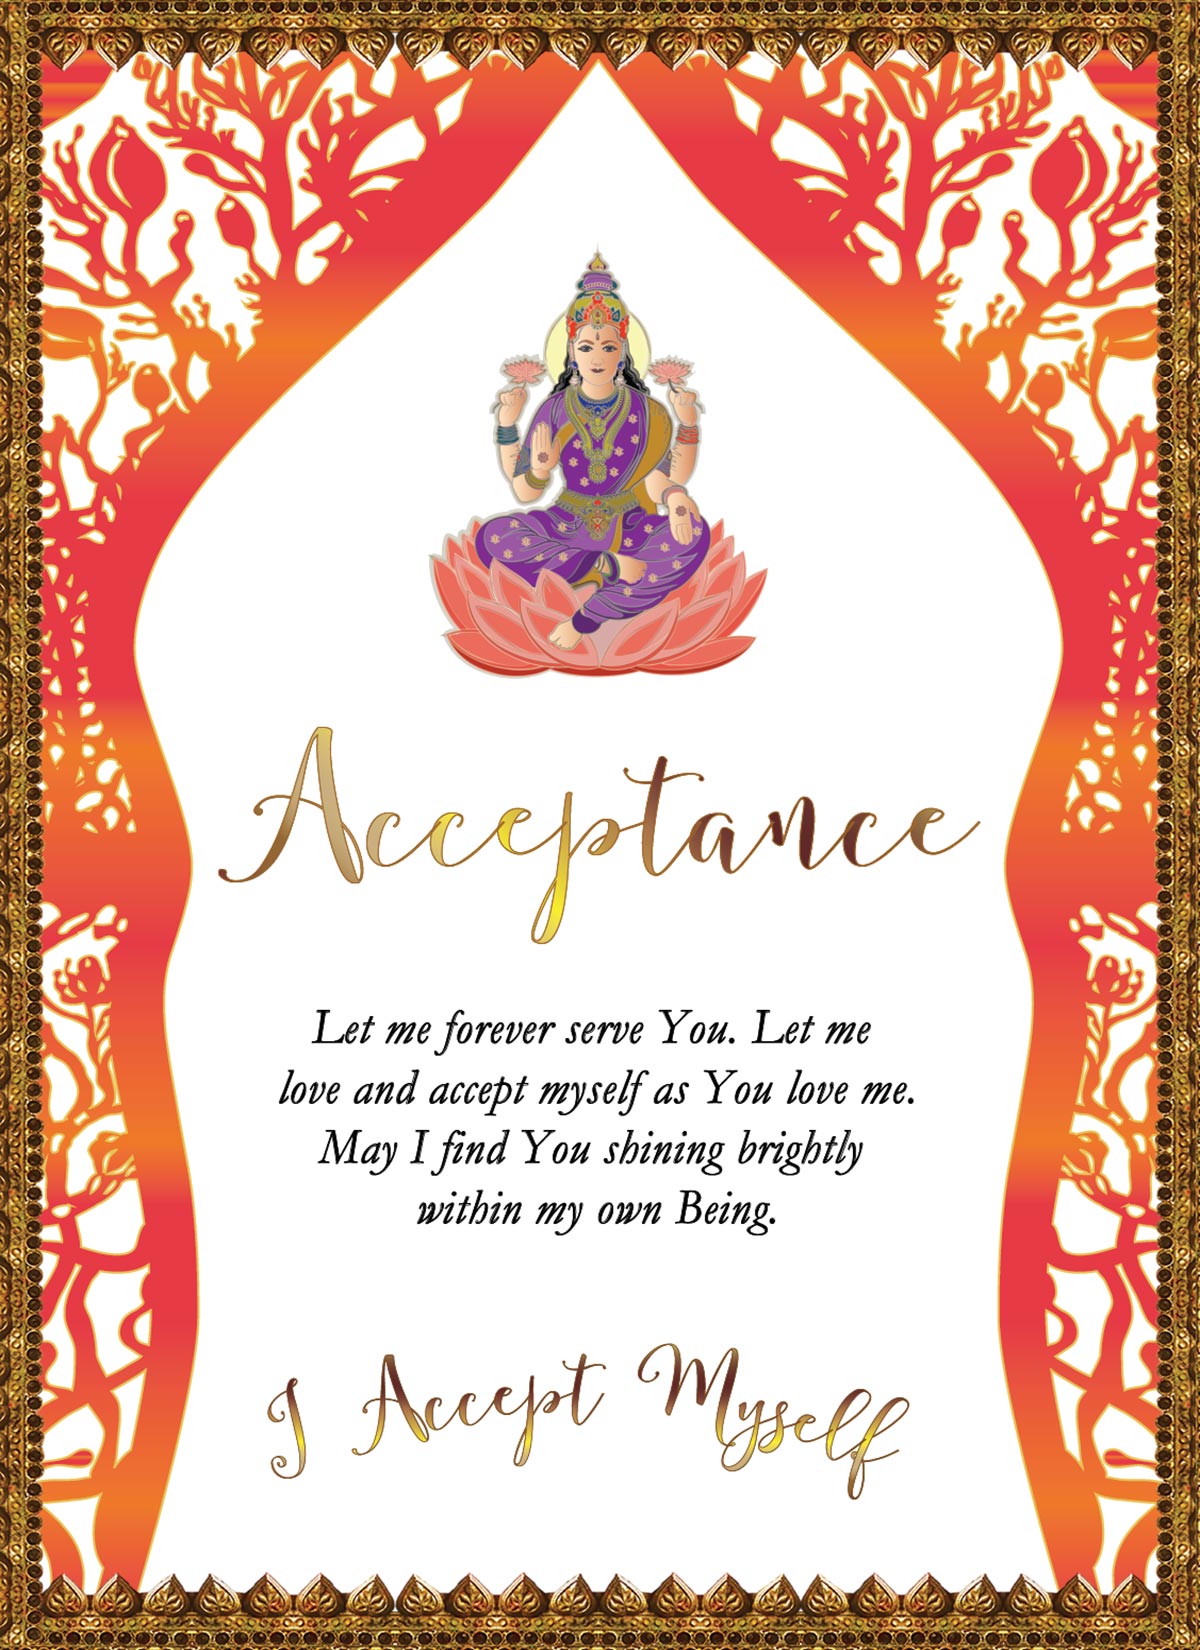 Acceptance
Let me forever serve You. Let me
love and accept myself as You love me.
May I find You shining brightly
within my own Being.
I Accept Myself